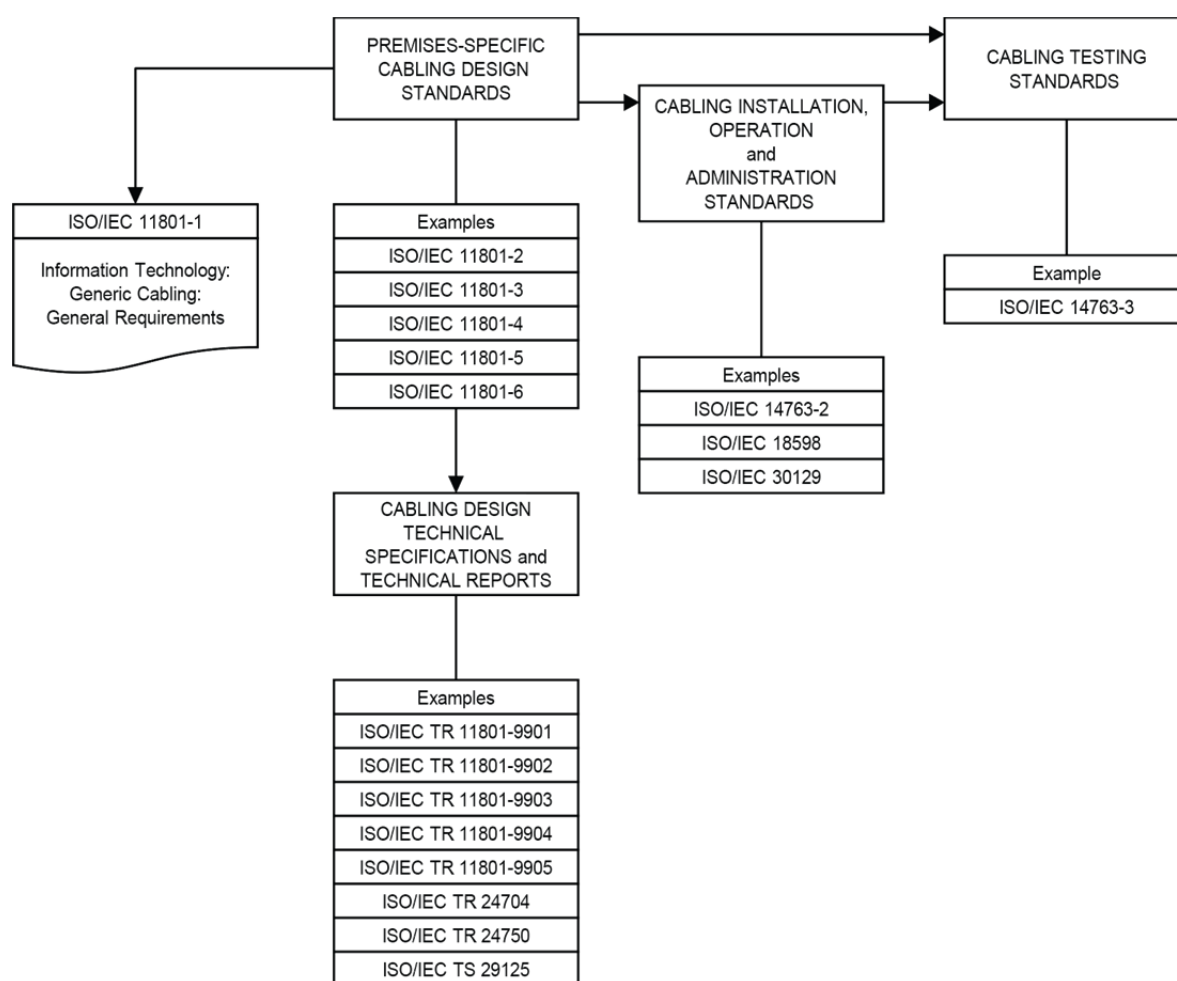 PREMISES-SPECIFIC
CABLING DESIGN
STANDARDS
CABLING TESTING
STANDARDS
CABLING INSTALLATION,
OPERATION
and
ADMINISTRATION
STANDARDS
ISO/IEC 11801-1
Information Technology:
Generic Cabling:
General Requirements
Examples
ISO/IEC 11801-2
ISO/IEC 11801-3
ISO/IEC 11801-4
ISO/IEC 11801-5
ISO/IEC 11801-6
Example
ISO/IEC 14763-3
Examples
ISO/IEC 14763-2
ISO/IEC 18598
ISO/IEC 30129
CABLING DESIGN
TECHNICAL
SPECIFICATIONS and
TECHNICAL REPORTS
Examples
ISO/IEC TR 11801-9901
ISO/IEC TR 11801-9902
ISO/IEC TR 11801-9903
ISO/IEC TR 11801-9904
ISO/IEC TR 11801-9905
ISO/IEC TR 24704
ISO/IEC TR 24750
ISO/IEC TS 29125